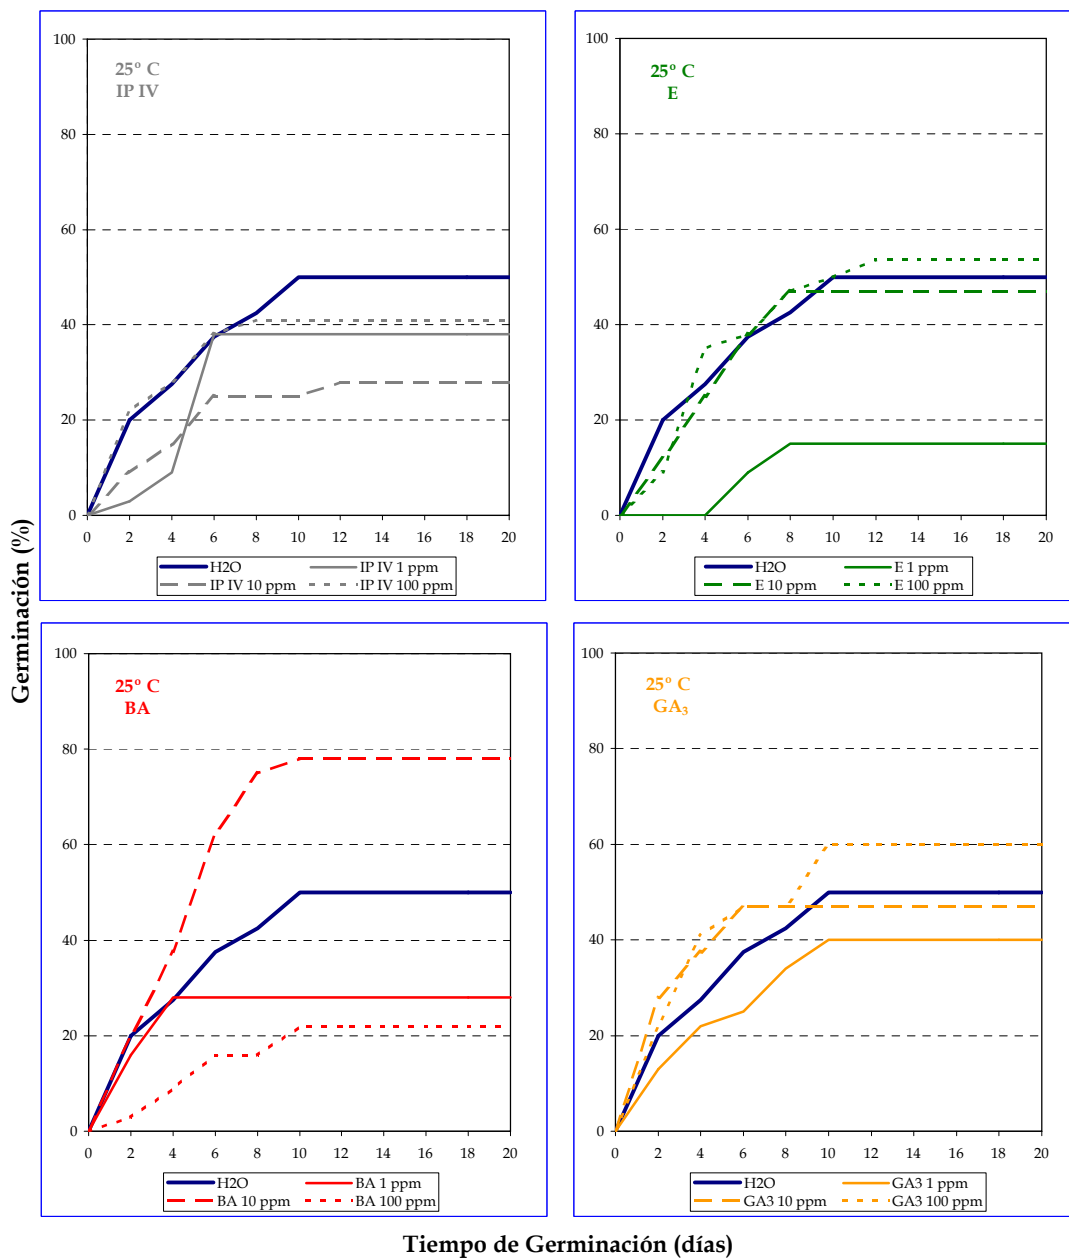 Germinación (%)
25º C
IP IV
100
80
60
40
20
0
0 2 4 6 8 10 12 14 16 18 20
H2O IP IV 1 ppm
IP IV 10 ppm IP IV 100 ppm
25º C
E
100
80
60
40
20
0
0 2 4 6 8 10 12 14 16 18 20
H2O E 1 ppm
E 10 ppm E 100 ppm
25º C
BA
100
80
60
40
20
0
0 2 4 6 8 10 12 14 16 18 20
H2O BA 1 ppm
BA 10 ppm BA 100 ppm
25º C
GA₃
100
80
60
40
20
0
0 2 4 6 8 10 12 14 16 18 20
H2O GA3 1 ppm
GA3 10 ppm GA3 100 ppm
Tiempo de Germinación (días)